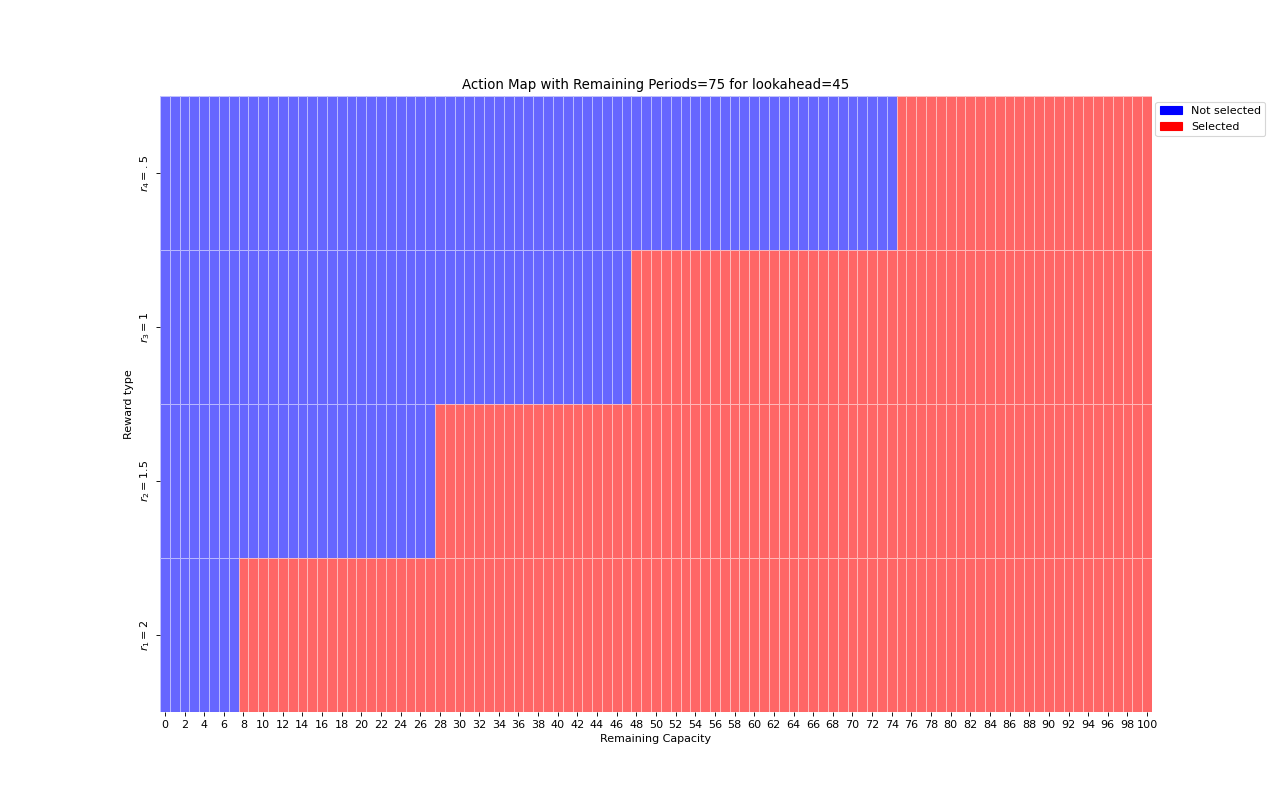 Action Map with Remaining Periods=75 for lookahead=45
Not selected
Selected
r₄ = .5
r₃ = 1
r₂ = 1.5
r₁ = 2
Reward type
0 2 4 6 8 10 12 14 16 18 20 22 24 26 28 30 32 34 36 38 40 42 44 46 48 50 52 54 56 58 60 62 64 66 68 70 72 74 76 78 80 82 84 86 88 90 92 94 96 98 100
Remaining Capacity